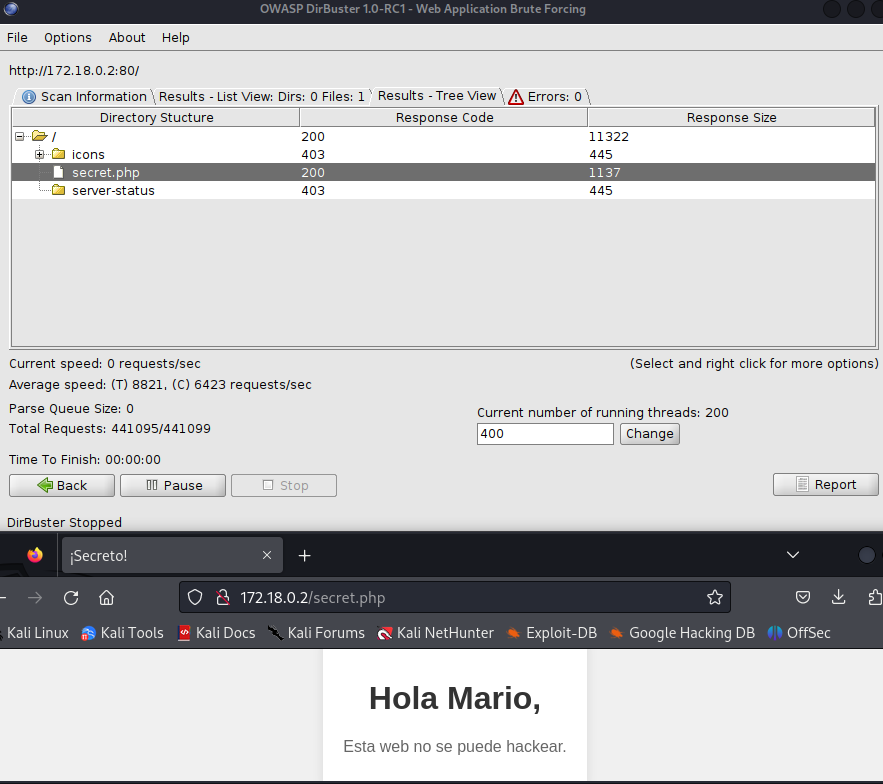 OWASP DirBuster 1.0-RC1 - Web Application Brute Forcing
File Options About Help
http://172.18.0.2:80/
Scan Information Results - List View: Dirs: 0 Files: 1 Results - Tree View Errors: 0
Directory Stucture Response Code Response Size
/ 200 11322
icons 403 445
secret.php 200 1137
server-status 403 445
Current speed: 0 requests/sec (Select and right click for more options)
Average speed: (T) 8821, (C) 6423 requests/sec
Parse Queue Size: 0
Current number of running threads: 200
Total Requests: 441095/441099
400 Change
Time To Finish: 00:00:00
Back Pause Stop Report
DirBuster Stopped
¡Secreto!
172.18.0.2/secret.php
Kali Linux Kali Tools Kali Docs Kali Forums Kali NetHunter Exploit-DB Google Hacking DB OffSec
Hola Mario,
Esta web no se puede hackear.